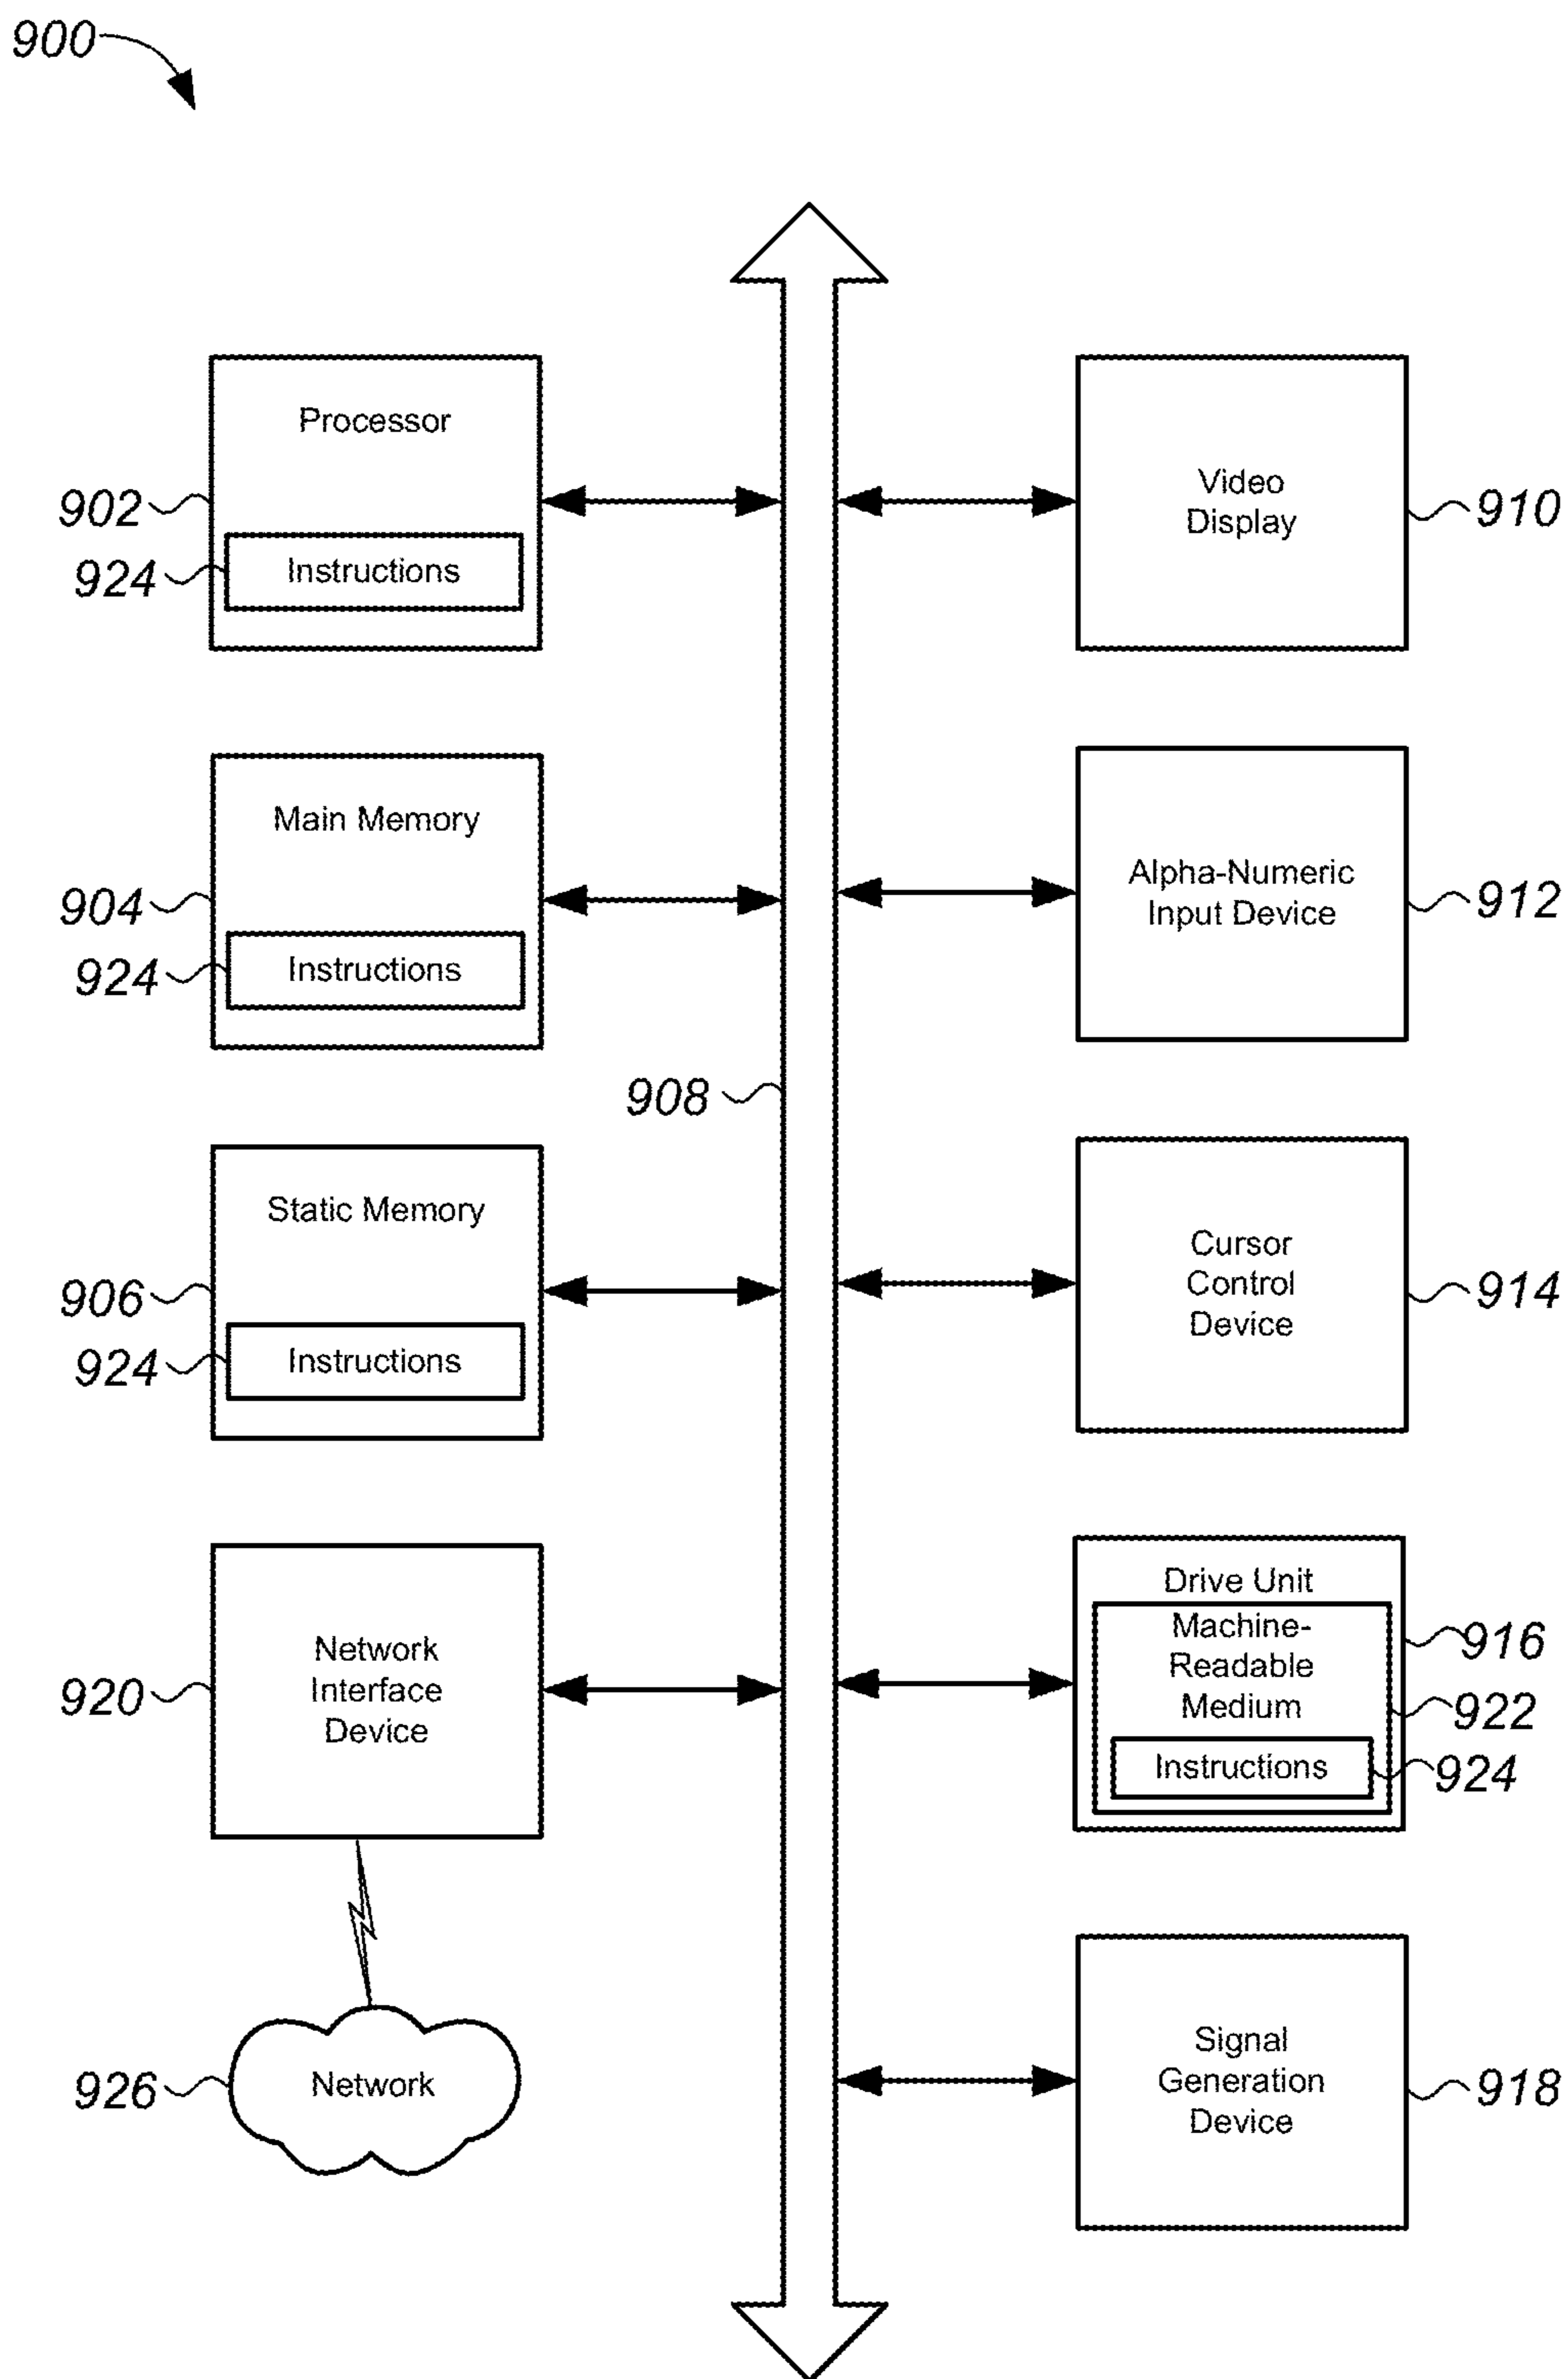 900
Processor
902
924
Instructions
Main Memory
904
924
Instructions
908
Static Memory
906
924
Instructions
Network
Interface
Device
920
Network
926
Video
Display
910
Alpha-Numeric
Input Device
912
Cursor
Control
Device
914
Drive Unit
Machine-
Readable
Medium
916
922
Instructions
924
Signal
Generation
Device
918